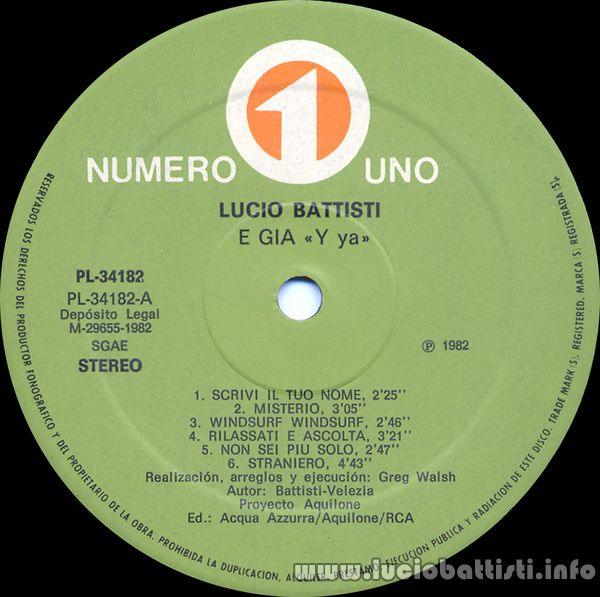 1
NUMERO UNO
LUCIO BATTISTI
E GIA «Y ya»
PL-34182
PL-34182-A
Depósito Legal
M-29655-1982
SGAE
STEREO
℗ 1982
1. SCRIVI IL TUO NOME, 2'25''
2. MISTERIO, 3'05''
3. WINDSURF WINDSURF, 2'46''
4. RILASSATI E ASCOLTA, 3'21''
5. NON SEI PIU SOLO, 2'47''
6. STRANIERO, 4'43''
Realización, arreglos y ejecución: Greg Walsh
Autor: Battisti-Velezia
Proyecto Aquilone
Ed.: Acqua Azzurra/Aquilone/RCA
RESERVADOS LOS DERECHOS DEL PRODUCTOR FONOGRAFICO Y DEL PROPIETARIO DE LA OBRA. PROHIBIDA LA DUPLICACION, ALQUILER, PRESTAMO, EJECUCION PUBLICA Y RADIACION DE ESTE DISCO. TRADE MARK (S). REGISTERED. MARCA (S) REGISTRADA (S).
www.luciobattisti.info